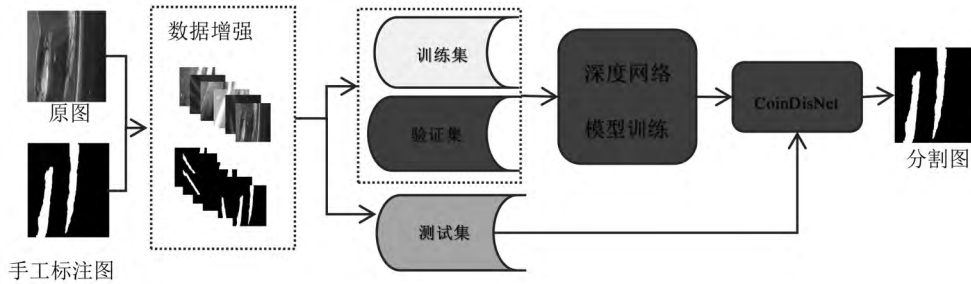 原图
手工标注图
数据增强
训练集
验证集
测试集
深度网络
模型训练
CoinDisNet
分割图